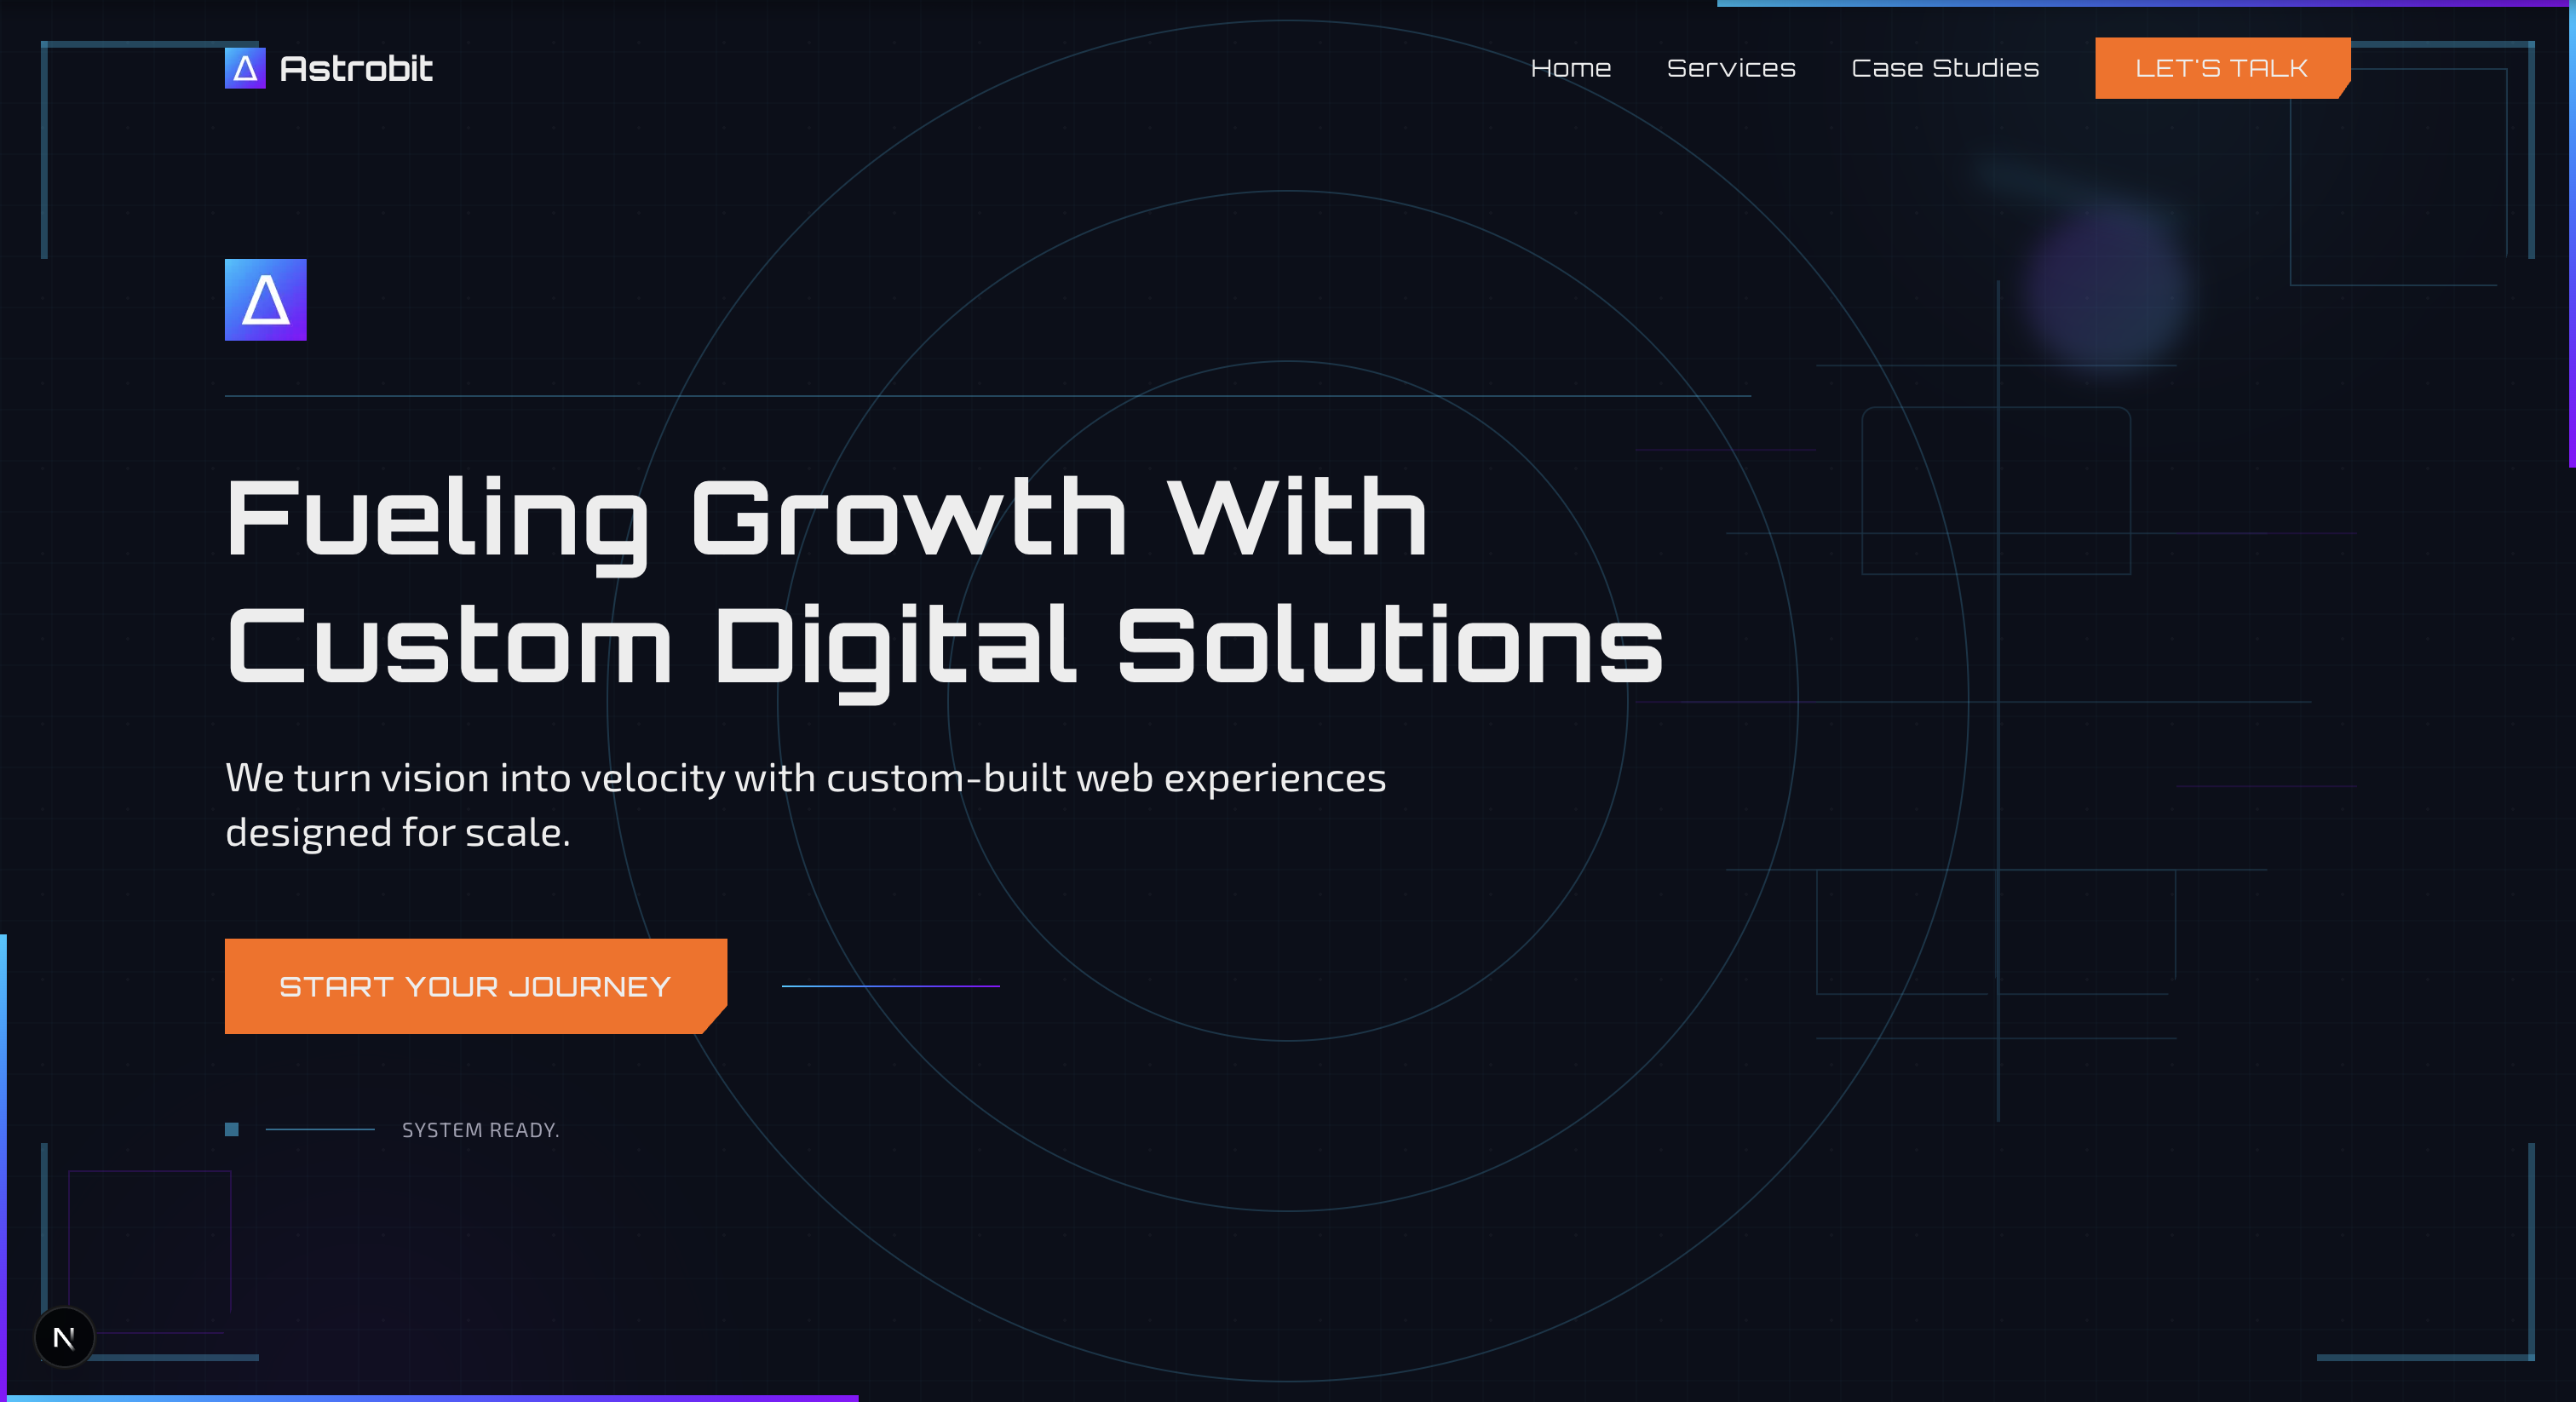 Δ Astrobit
Home
Services
Case Studies
LET'S TALK
Δ
Fueling Growth With
Custom Digital Solutions
We turn vision into velocity with custom-built web experiences
designed for scale.
START YOUR JOURNEY
SYSTEM READY.
N